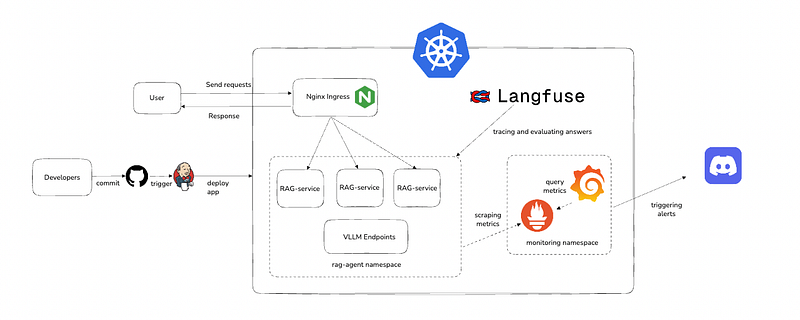 Send requests
User
Nginx Ingress
Response
Langfuse
tracing and evaluating answers
Developers
commit
trigger
deploy
app
RAG-service
RAG-service
RAG-service
VLLM Endpoints
rag-agent namespace
scraping
metrics
query
metrics
monitoring namespace
triggering
alerts